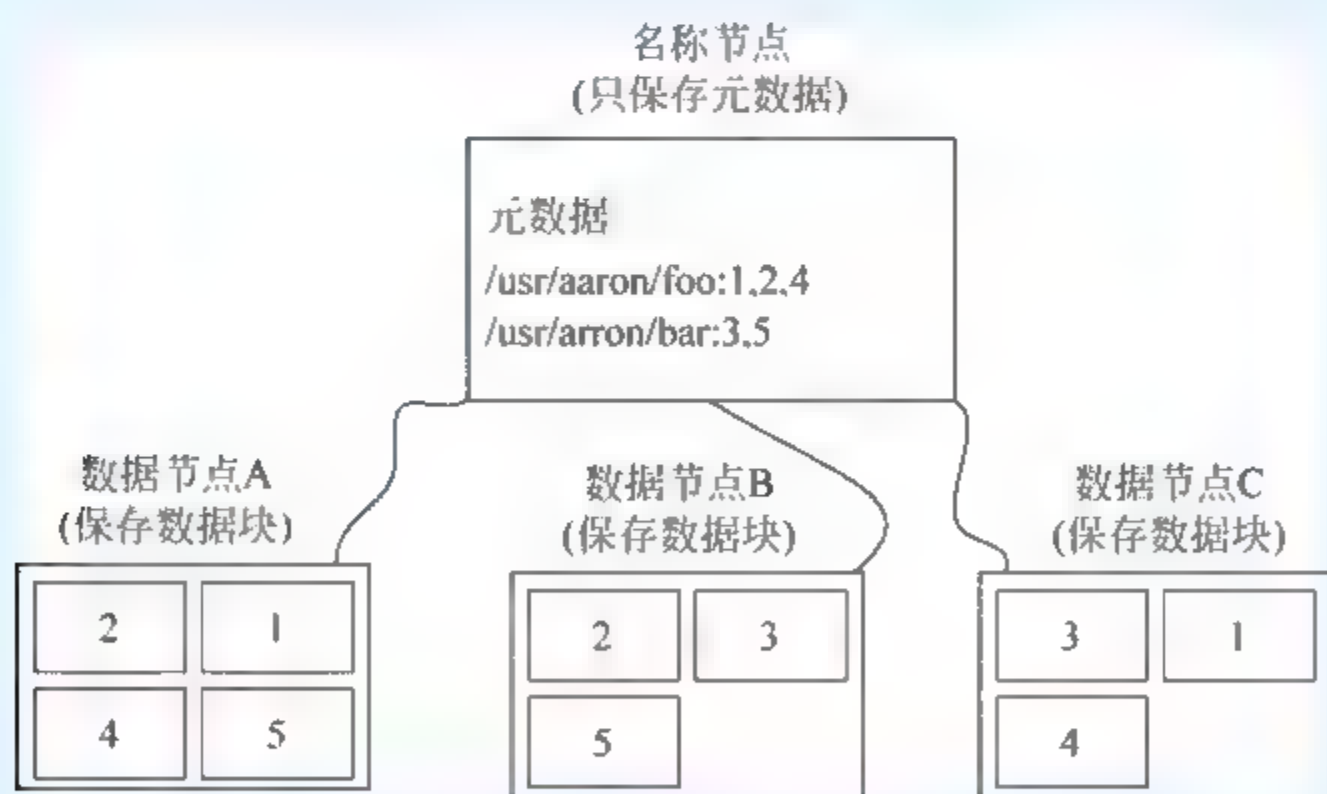 名称节点
(只保存元数据)
元数据
/usr/aaron/foo:1,2,4
/usr/arron/bar:3,5
数据节点A
(保存数据块)
2 1
4 5
数据节点B
(保存数据块)
2 3
5
数据节点C
(保存数据块)
3 1
4